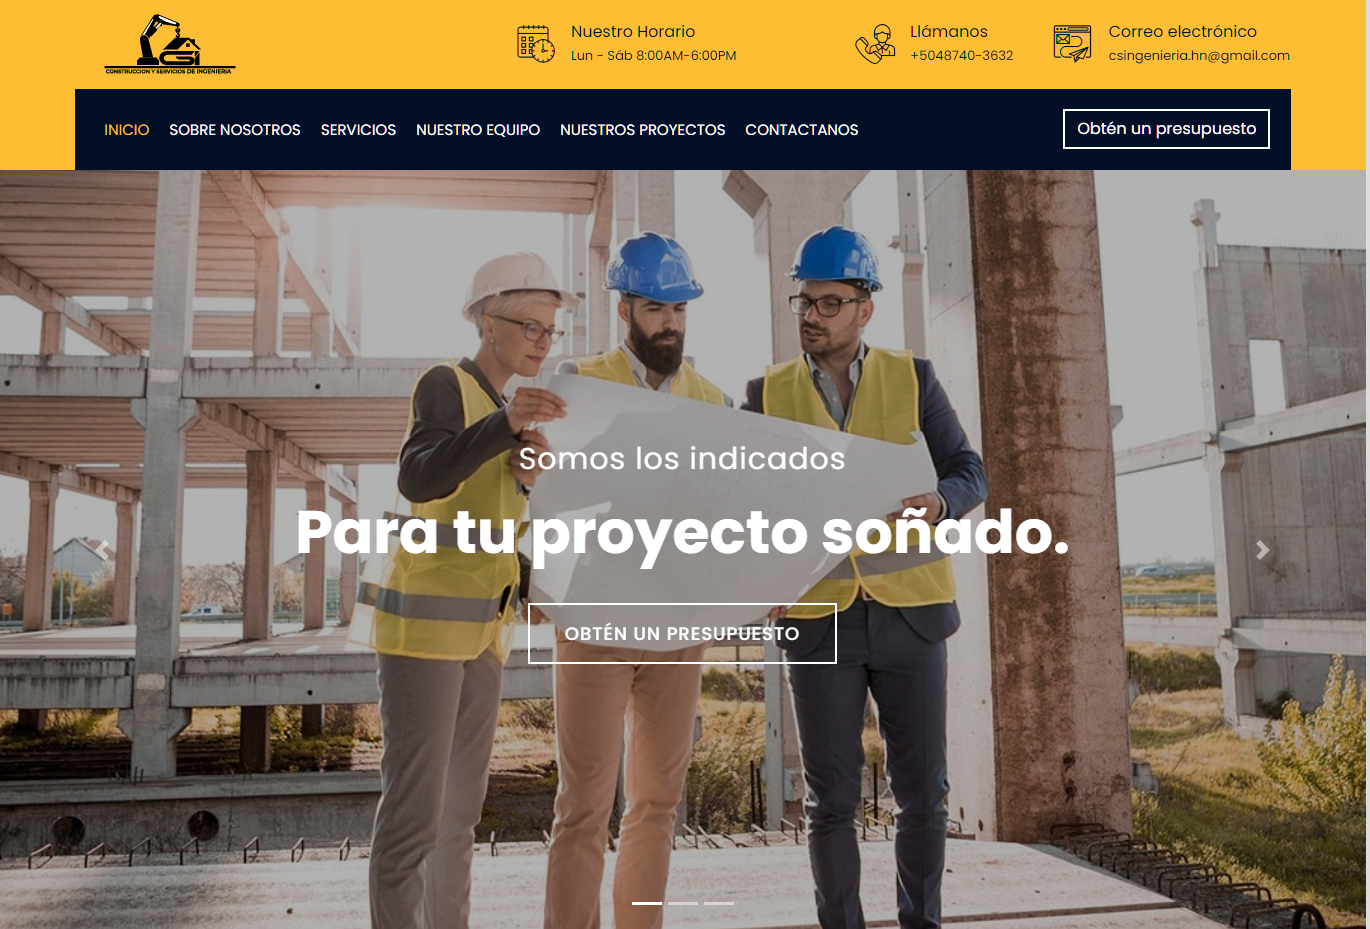 CSI
CONSTRUCCION Y SERVICIOS DE INGENIERIA
Nuestro Horario
Lun - Sáb 8:00AM-6:00PM
Llámanos
+5048740-3632
Correo electrónico
csingenieria.hn@gmail.com
INICIO SOBRE NOSOTROS SERVICIOS NUESTRO EQUIPO NUESTROS PROYECTOS CONTACTANOS
Obtén un presupuesto
Somos los indicados
Para tu proyecto soñado.
OBTÉN UN PRESUPUESTO